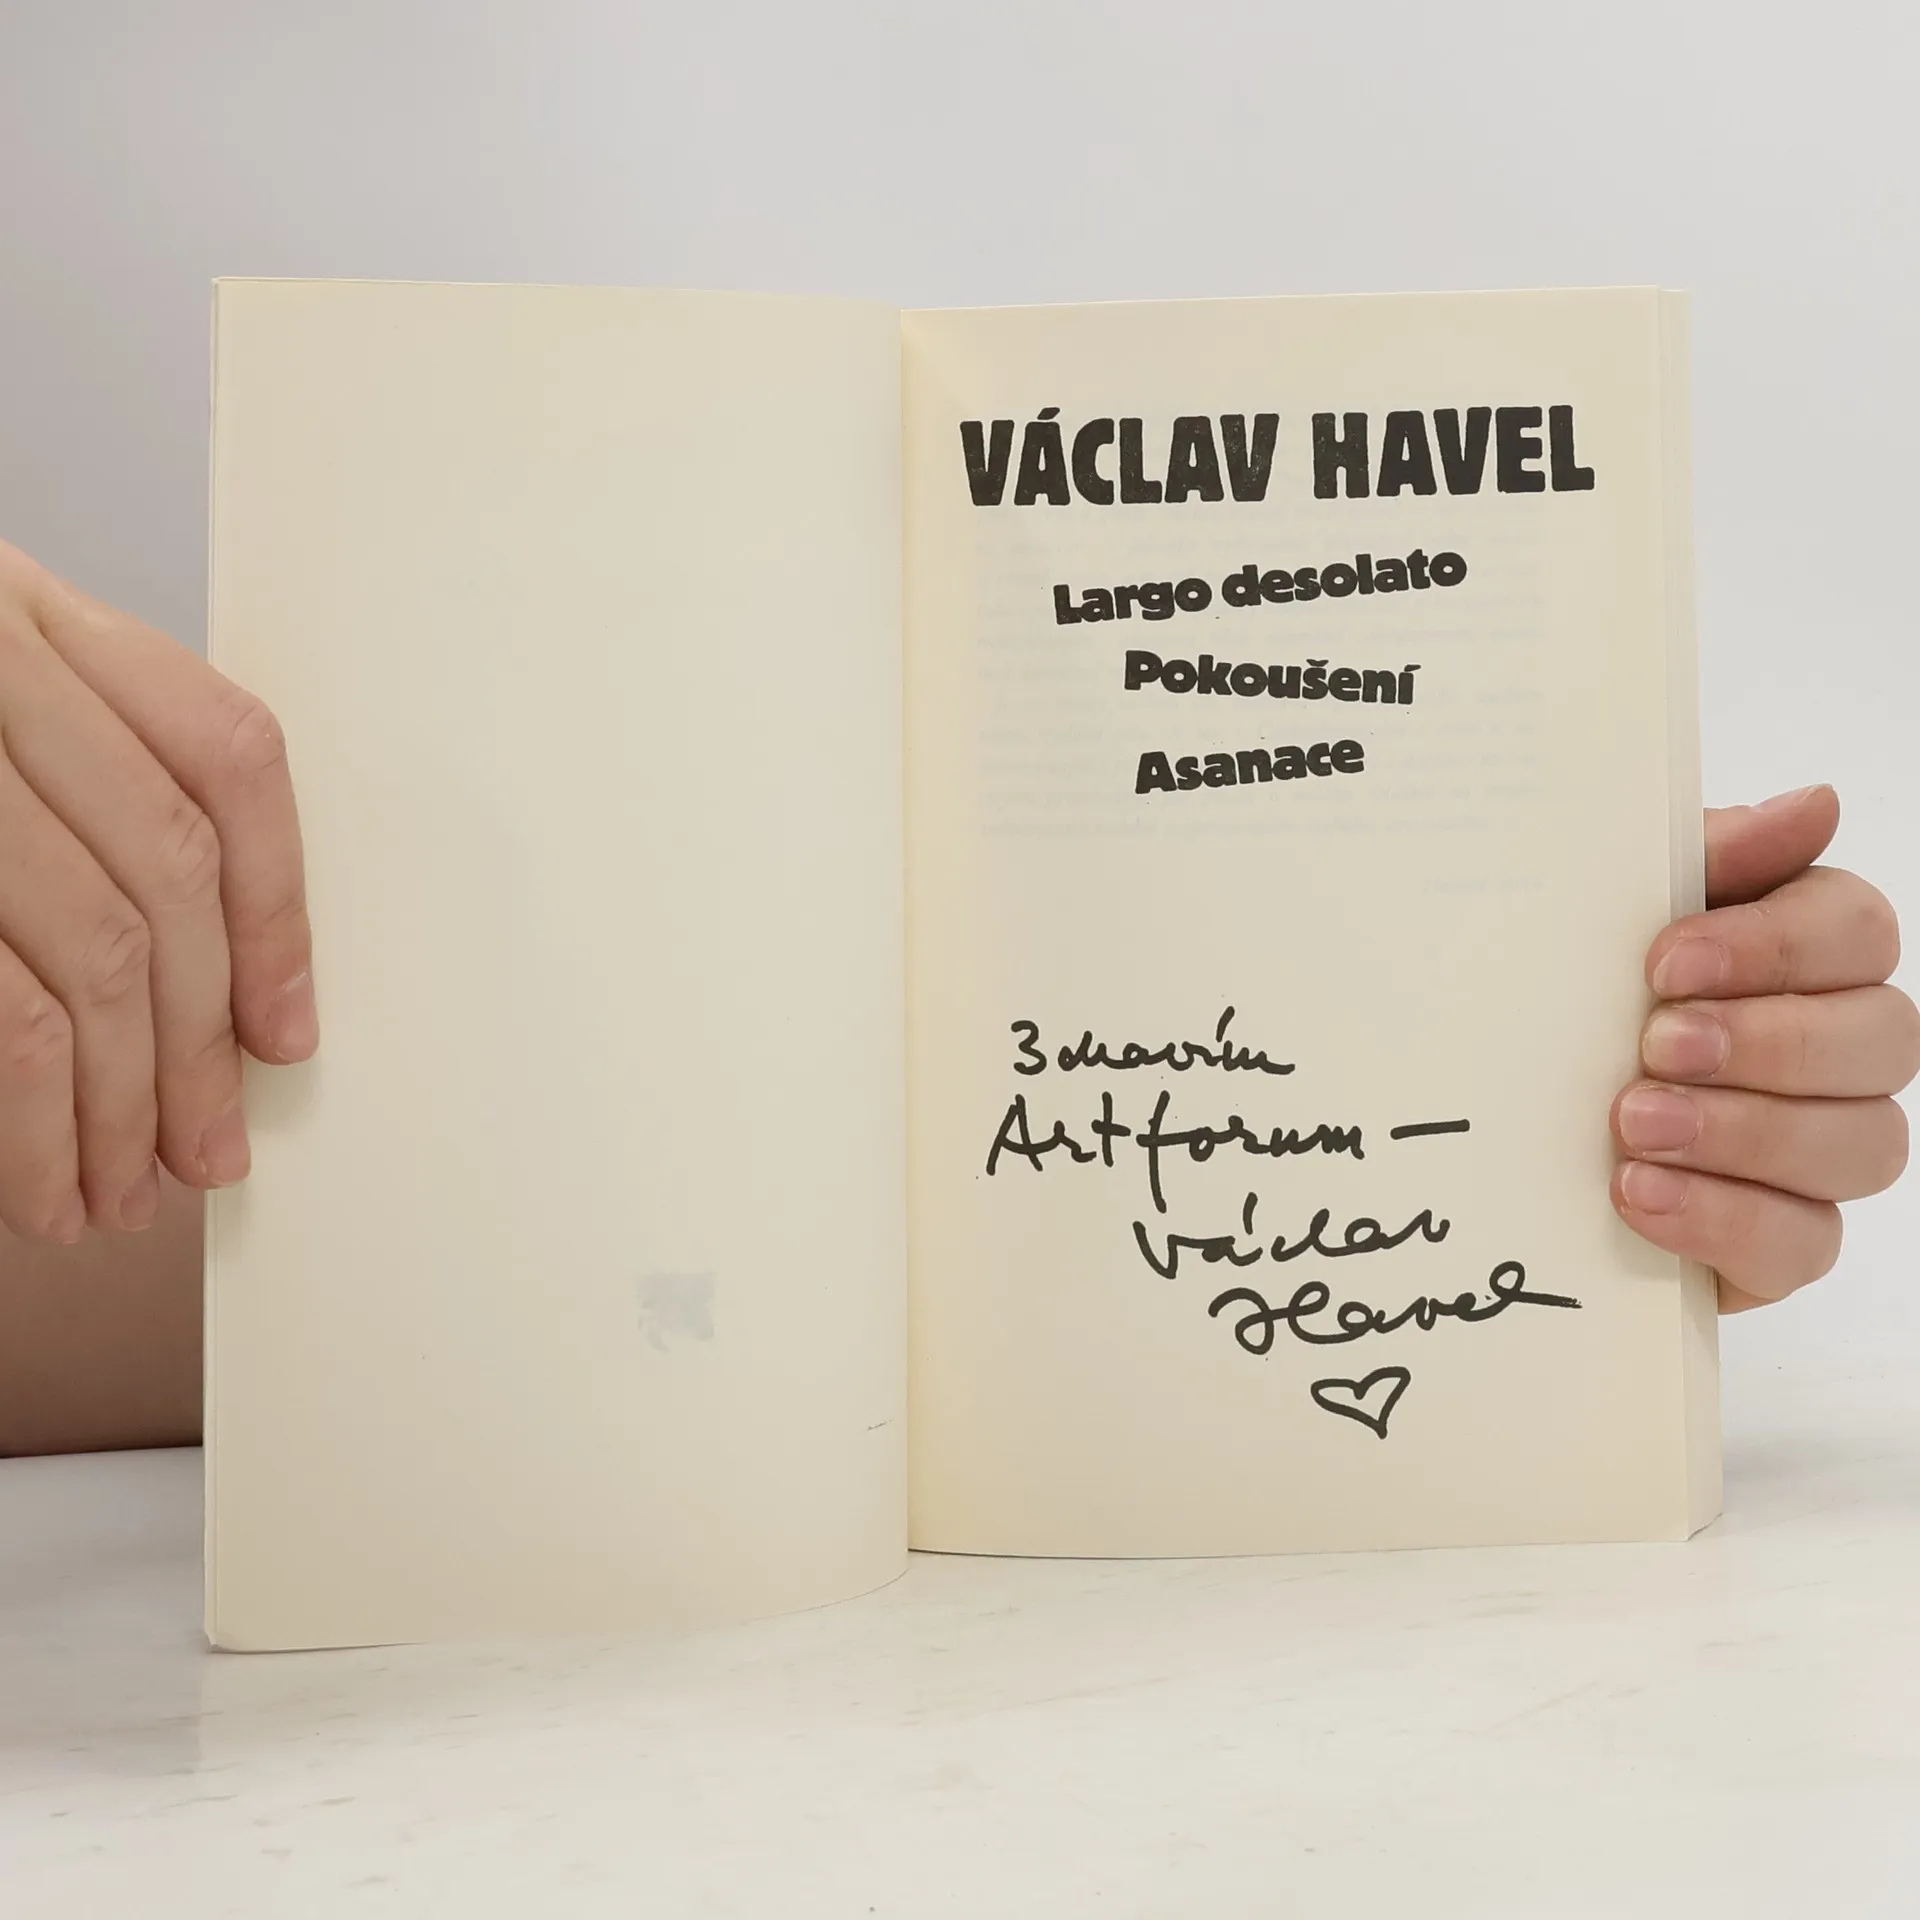 VÁCLAV HAVEL
Largo desolato
Pokoušení
Asanace
Zdravím
Artforum —
Václav
Havel